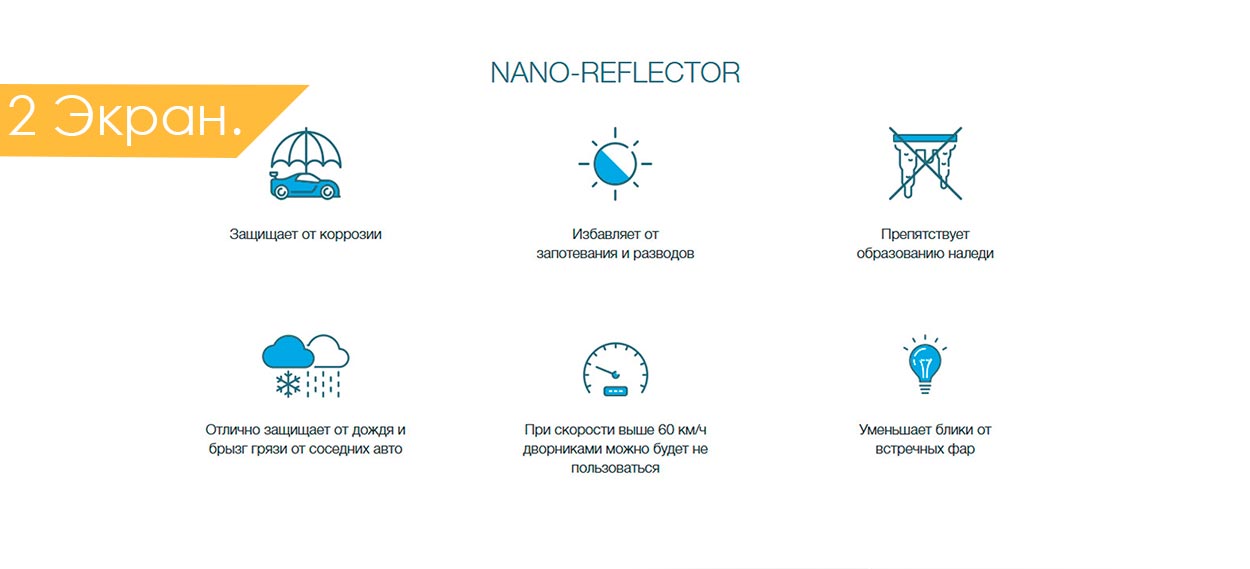 NANO-REFLECTOR
2 Экран.
Защищает от коррозии
Избавляет от
запотевания и разводов
Препятствует
образованию наледи
Отлично защищает от дождя и
брызг грязи от соседних авто
При скорости выше 60 км/ч
дворниками можно будет не
пользоваться
Уменьшает блики от
встречных фар